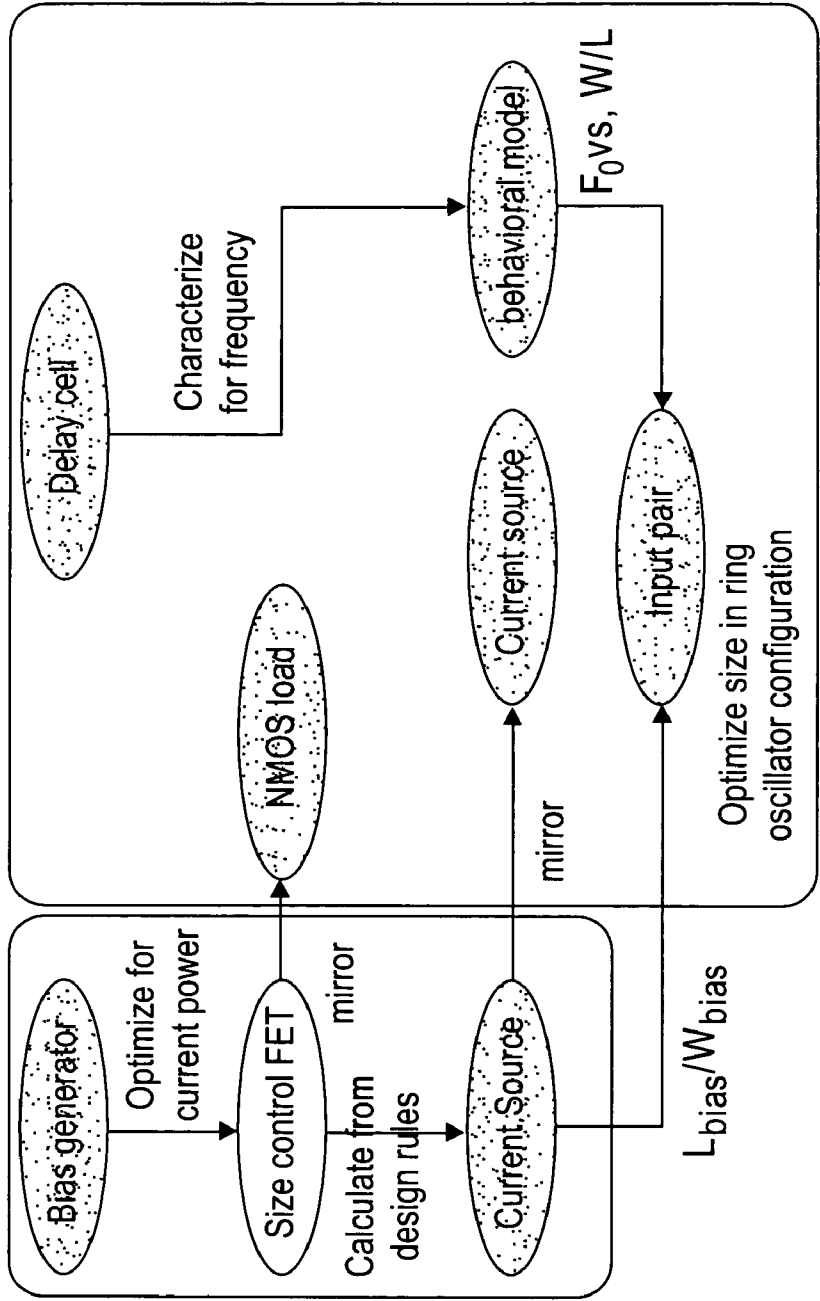 Bias generator
Optimize for
current power
Size control FET
mirror
Calculate from
design rules
Current Source
L_bias/W_bias
NMOS load
mirror
Current source
Delay cell
Characterize
for frequency
behavioral model
F₀vs, W/L
Input pair
Optimize size in ring
oscillator configuration